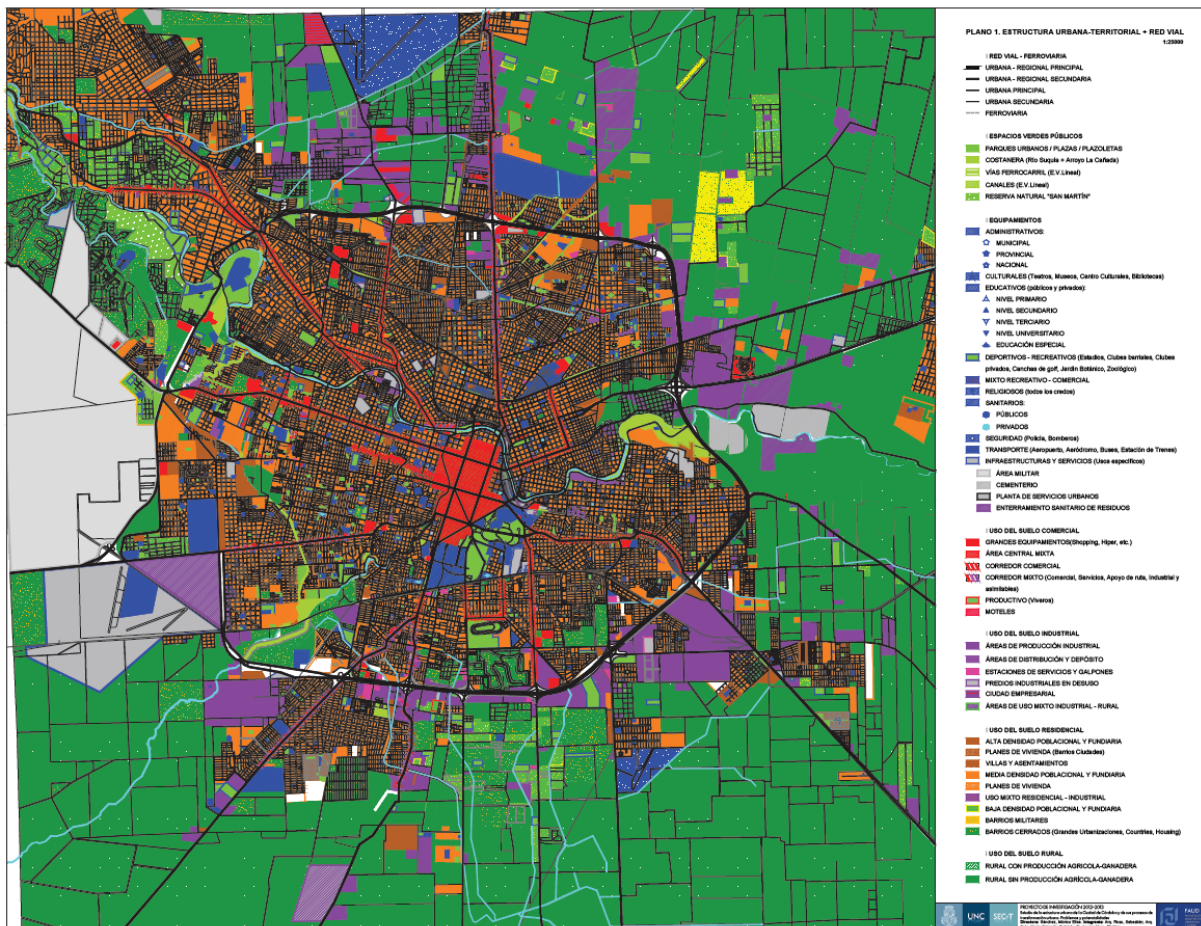 PLANO 1. ESTRUCTURA URBANA-TERRITORIAL + RED VIAL
1:25000
RED VIAL - FERROVIARIA
URBANA - REGIONAL PRINCIPAL
URBANA - REGIONAL SECUNDARIA
URBANA PRINCIPAL
URBANA SECUNDARIA
FERROVIARIA
ESPACIOS VERDES PÚBLICOS
PARQUES URBANOS / PLAZAS / PLAZOLETAS
COSTANERA (Río Suquía + Arroyo La Cañada)
VÍAS FERROCARRIL (E.V.Lineal)
CANALES (E.V.Lineal)
RESERVA NATURAL "SAN MARTÍN"
EQUIPAMIENTOS
ADMINISTRATIVOS:
MUNICIPAL
PROVINCIAL
NACIONAL
CULTURALES (Teatros, Museos, Centro Culturales, Bibliotecas)
EDUCATIVOS (públicos y privados):
NIVEL PRIMARIO
NIVEL SECUNDARIO
NIVEL TERCIARIO
NIVEL UNIVERSITARIO
EDUCACIÓN ESPECIAL
DEPORTIVOS - RECREATIVOS (Estadios, Clubes barriales, Clubes
privados, Canchas de golf, Jardín Botánico, Zoológico)
MIXTO RECREATIVO - COMERCIAL
RELIGIOSOS (todos los credos)
SANITARIOS:
PÚBLICOS
PRIVADOS
SEGURIDAD (Policía, Bomberos)
TRANSPORTE (Aeropuerto, Aeródromo, Buses, Estación de Trenes)
INFRAESTRUCTURAS Y SERVICIOS (Usos específicos)
ÁREA MILITAR
CEMENTERIO
PLANTA DE SERVICIOS URBANOS
ENTERRAMIENTO SANITARIO DE RESIDUOS
USO DEL SUELO COMERCIAL
GRANDES EQUIPAMIENTOS(Shopping, Hiper, etc.)
ÁREA CENTRAL MIXTA
CORREDOR COMERCIAL
CORREDOR MIXTO (Comercial, Servicios, Apoyo de ruta, Industrial y
asimilables)
PRODUCTIVO (Viveros)
MOTELES
USO DEL SUELO INDUSTRIAL
ÁREAS DE PRODUCCIÓN INDUSTRIAL
ÁREAS DE DISTRIBUCIÓN Y DEPÓSITO
ESTACIONES DE SERVICIOS Y GALPONES
PREDIOS INDUSTRIALES EN DESUSO
CIUDAD EMPRESARIAL
ÁREAS DE USO MIXTO INDUSTRIAL - RURAL
USO DEL SUELO RESIDENCIAL
ALTA DENSIDAD POBLACIONAL Y FUNDIARIA
PLANES DE VIVIENDA (Barrios Ciudades)
VILLAS Y ASENTAMIENTOS
MEDIA DENSIDAD POBLACIONAL Y FUNDIARIA
PLANES DE VIVIENDA
USO MIXTO RESIDENCIAL - INDUSTRIAL
BAJA DENSIDAD POBLACIONAL Y FUNDIARIA
BARRIOS MILITARES
BARRIOS CERRADOS (Grandes Urbanizaciones, Countries, Housing)
USO DEL SUELO RURAL
RURAL CON PRODUCCIÓN AGRICOLA-GANADERA
RURAL SIN PRODUCCIÓN AGRÍCOLA-GANADERA
UNC
SECyT
PROYECTO DE INVESTIGACIÓN 2012-2013
FAUD